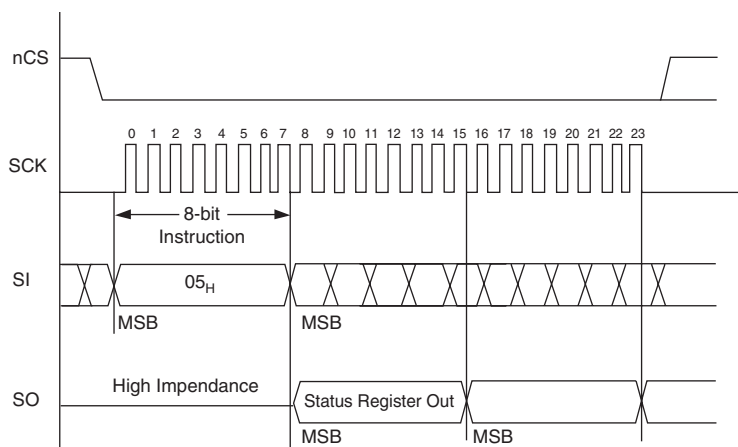 nCS
0 1 2 3 4 5 6 7 8 9 10 11 12 13 14 15 16 17 18 19 20 21 22 23
SCK
8-bit
Instruction
SI
05H
MSB
MSB
High Impendance
SO
Status Register Out
MSB
MSB